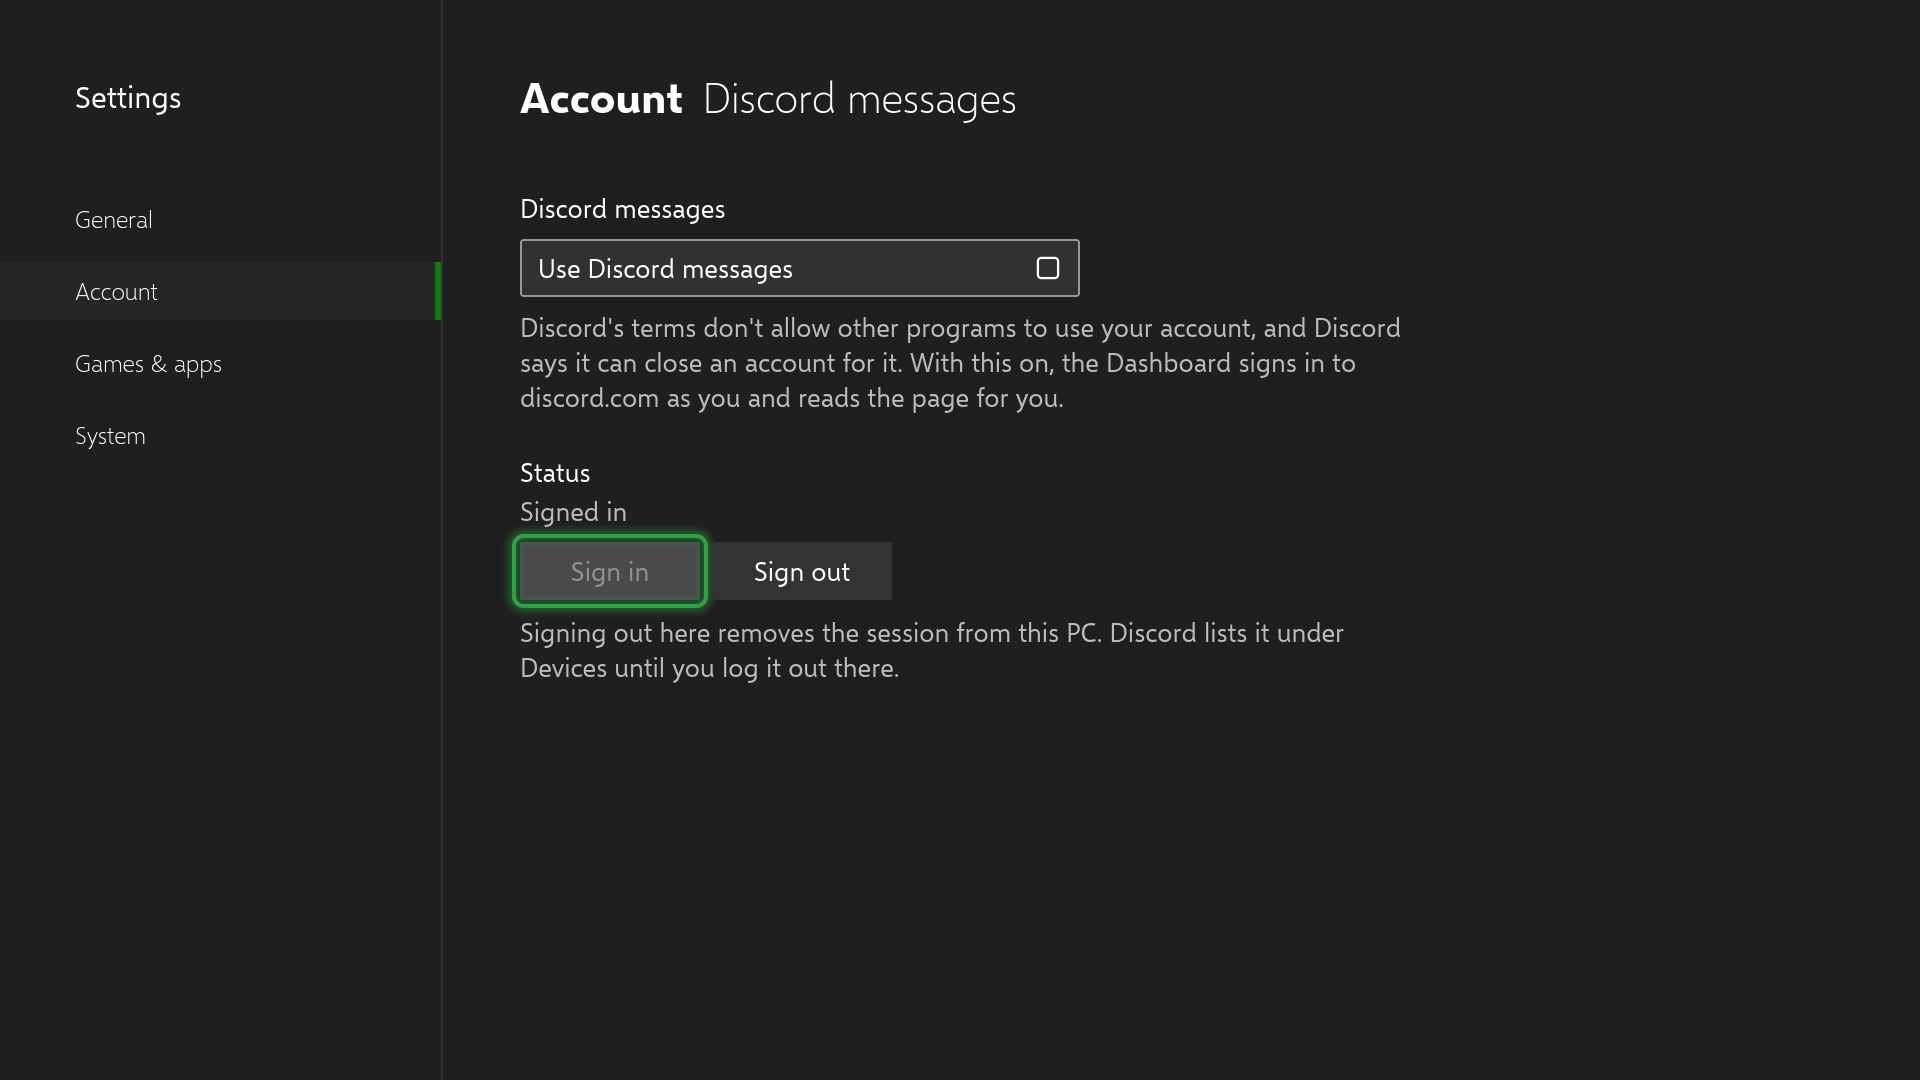 Settings
General
Account
Games & apps
System
Account Discord messages
Discord messages
Use Discord messages
Discord's terms don't allow other programs to use your account, and Discord
says it can close an account for it. With this on, the Dashboard signs in to
discord.com as you and reads the page for you.
Status
Signed in
Sign in
Sign out
Signing out here removes the session from this PC. Discord lists it under
Devices until you log it out there.